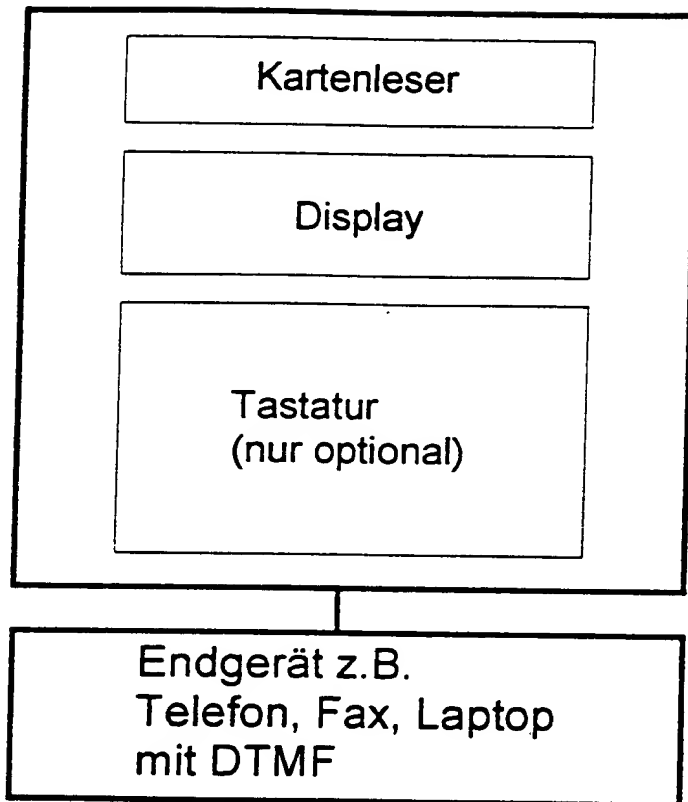 Kartenleser
Display
Tastatur
(nur optional)
Endgerät z.B.
Telefon, Fax, Laptop
mit DTMF